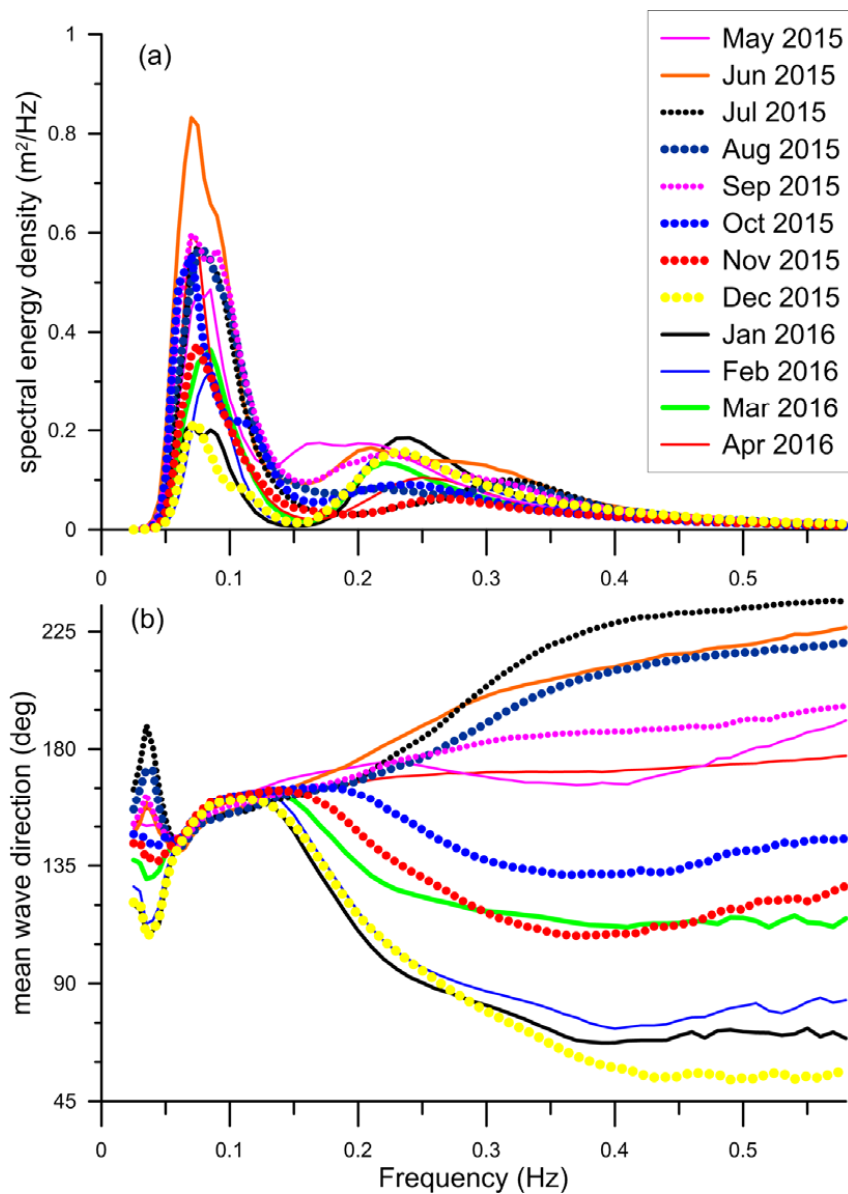 (a)
spectral energy density (m²/Hz)
1
0.8
0.6
0.4
0.2
0
0 0.1 0.2 0.3 0.4 0.5
May 2015
Jun 2015
Jul 2015
Aug 2015
Sep 2015
Oct 2015
Nov 2015
Dec 2015
Jan 2016
Feb 2016
Mar 2016
Apr 2016
(b)
mean wave direction (deg)
225
180
135
90
45
0 0.1 0.2 0.3 0.4 0.5
Frequency (Hz)